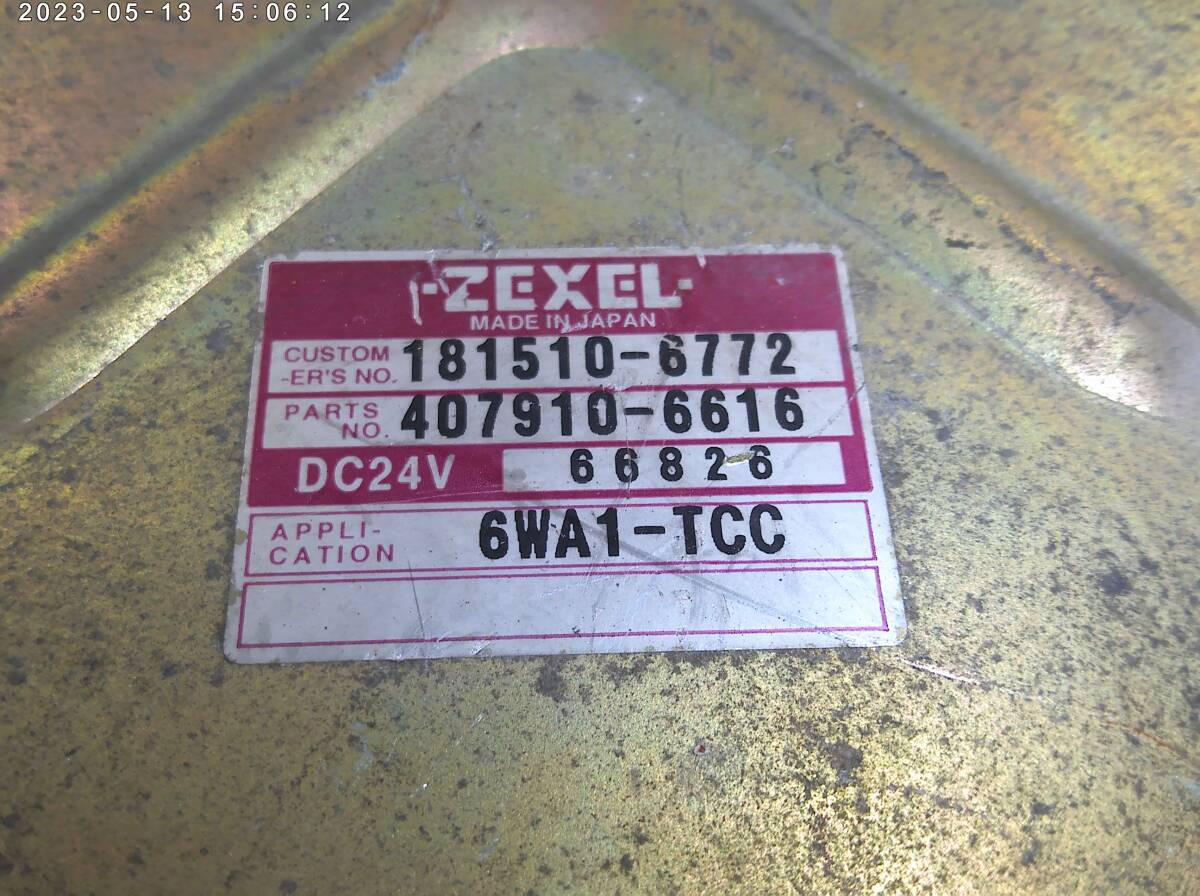 2023-05-13 15:06:12
ZEXEL
MADE IN JAPAN
CUSTOM
-ER'S NO. 181510-6772
PARTS
NO. 407910-6616
DC24V 66826
APPLI-
CATION 6WA1-TCC